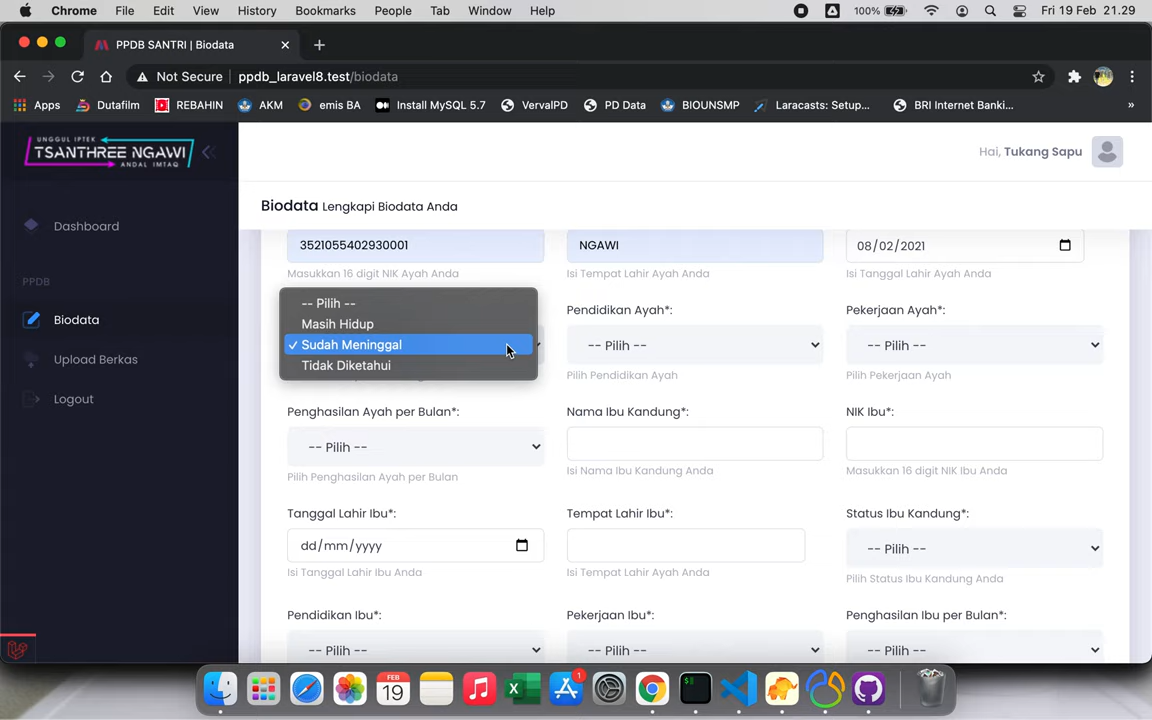 Chrome File Edit View History Bookmarks People Tab Window Help 100% Fri 19 Feb 21.29
PPDB SANTRI | Biodata
Not Secure ppdb_laravel8.test/biodata
Apps Dutafilm REBAHIN AKM emis BA Install MySQL 5.7 VervalPD PD Data BIOUNSMP Laracasts: Setup... BRI Internet Banki... »
UNGGUL IPTEK
TSANTHREE NGAWI
ANDAL IMTAQ
Hai, Tukang Sapu
Biodata Lengkapi Biodata Anda
Dashboard
PPDB
Biodata
Upload Berkas
Logout
3521055402930001 NGAWI 08/02/2021
Masukkan 16 digit NIK Ayah Anda Isi Tempat Lahir Ayah Anda Isi Tanggal Lahir Ayah Anda
-- Pilih --
Masih Hidup
✓ Sudah Meninggal
Tidak Diketahui
Pendidikan Ayah*: Pekerjaan Ayah*:
-- Pilih -- -- Pilih --
Pilih Pendidikan Ayah Pilih Pekerjaan Ayah
Penghasilan Ayah per Bulan*: Nama Ibu Kandung*: NIK Ibu*:
-- Pilih --
Pilih Penghasilan Ayah per Bulan Isi Nama Ibu Kandung Anda Masukkan 16 digit NIK Ibu Anda
Tanggal Lahir Ibu*: Tempat Lahir Ibu*: Status Ibu Kandung*:
dd/mm/yyyy -- Pilih --
Isi Tanggal Lahir Ibu Anda Isi Tempat Lahir Ayah Anda Pilih Status Ibu Kandung Anda
Pendidikan Ibu*: Pekerjaan Ibu*: Penghasilan Ibu per Bulan*:
-- Pilih -- -- Pilih -- -- Pilih --
FEB
19
1